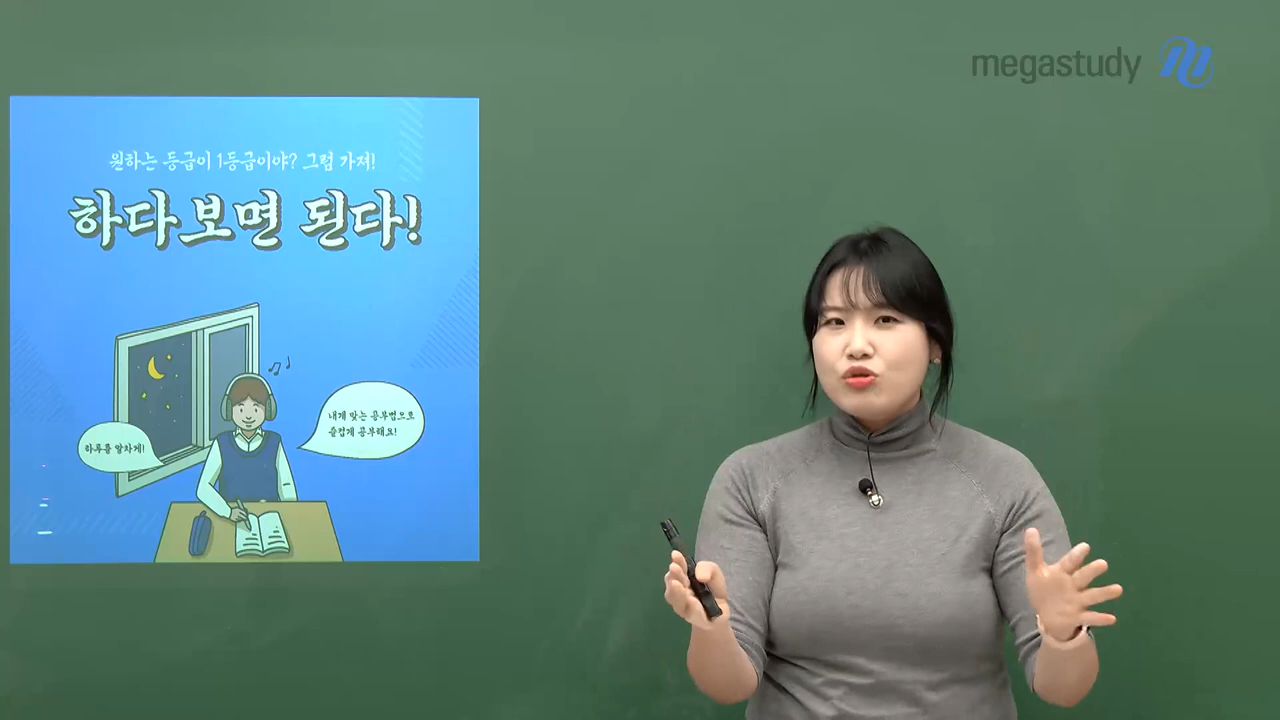 megastudy
원하는 등급이 1등급이야? 그럼 가져!
하다보면 된다!
하루를 알차게!
내게 맞는 공부법으로
즐겁게 공부해요!